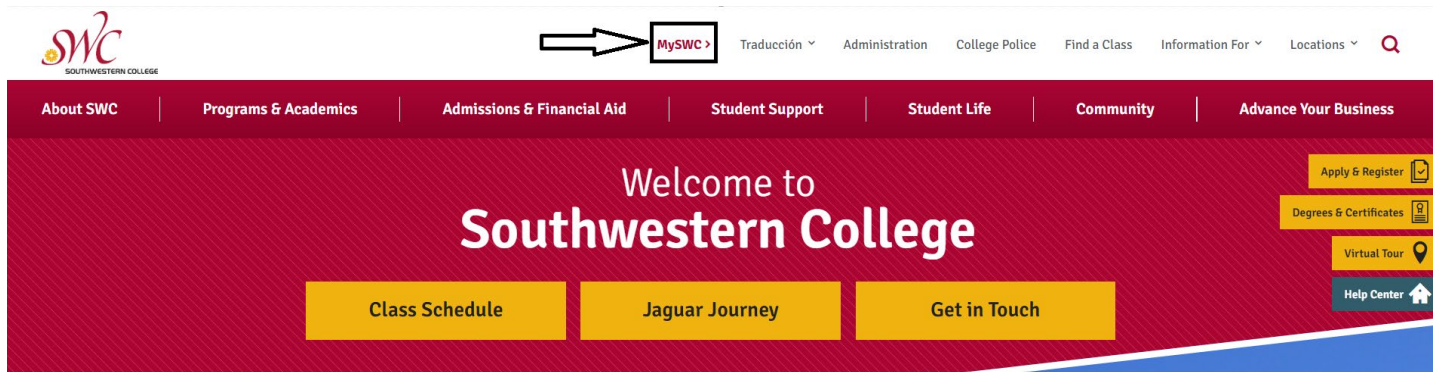 SWC
SOUTHWESTERN COLLEGE
MySWC >
Traducción
Administration
College Police
Find a Class
Information For
Locations
About SWC
Programs & Academics
Admissions & Financial Aid
Student Support
Student Life
Community
Advance Your Business
Welcome to
Southwestern College
Class Schedule
Jaguar Journey
Get in Touch
Apply & Register
Degrees & Certificates
Virtual Tour
Help Center